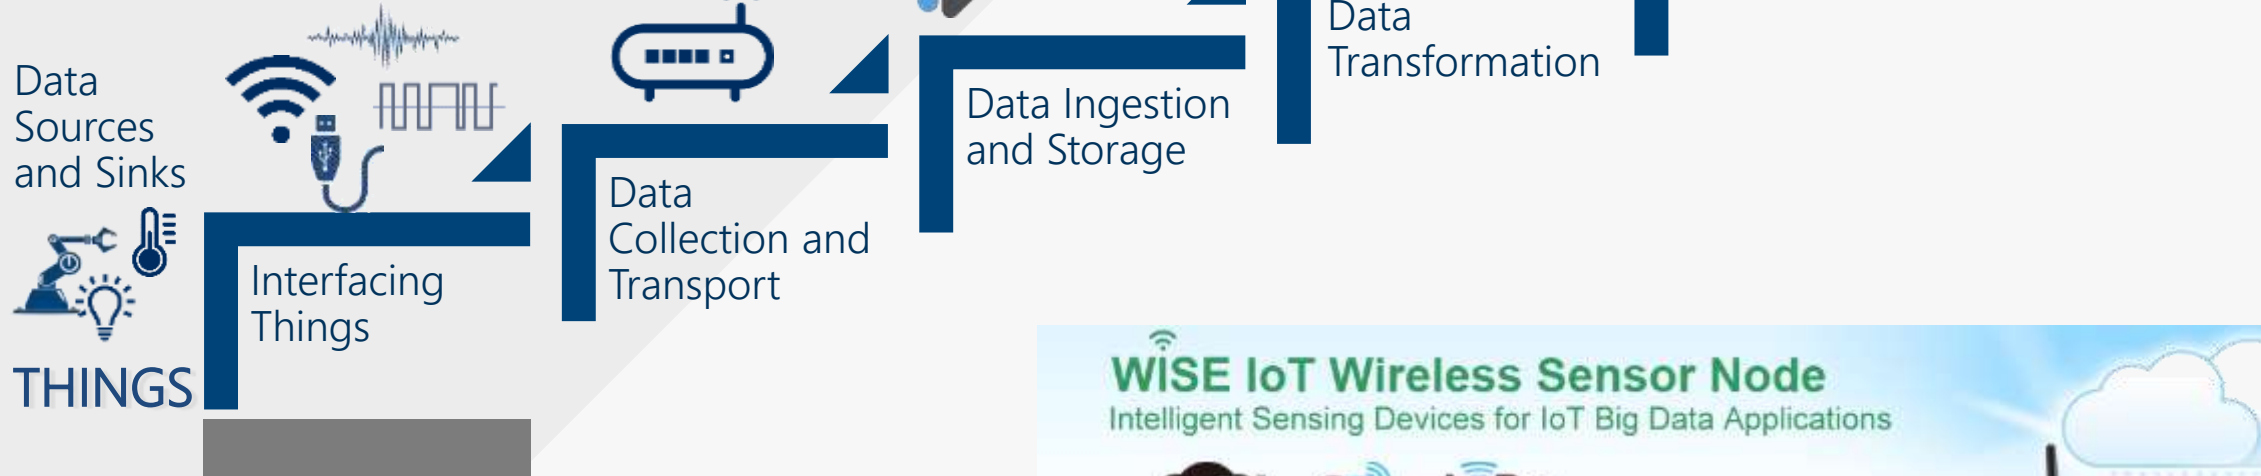 Data
Sources
and Sinks
THINGS
Interfacing
Things
Data
Collection and
Transport
Data Ingestion
and Storage
Data
Transformation
WISE IoT Wireless Sensor Node
Intelligent Sensing Devices for IoT Big Data Applications